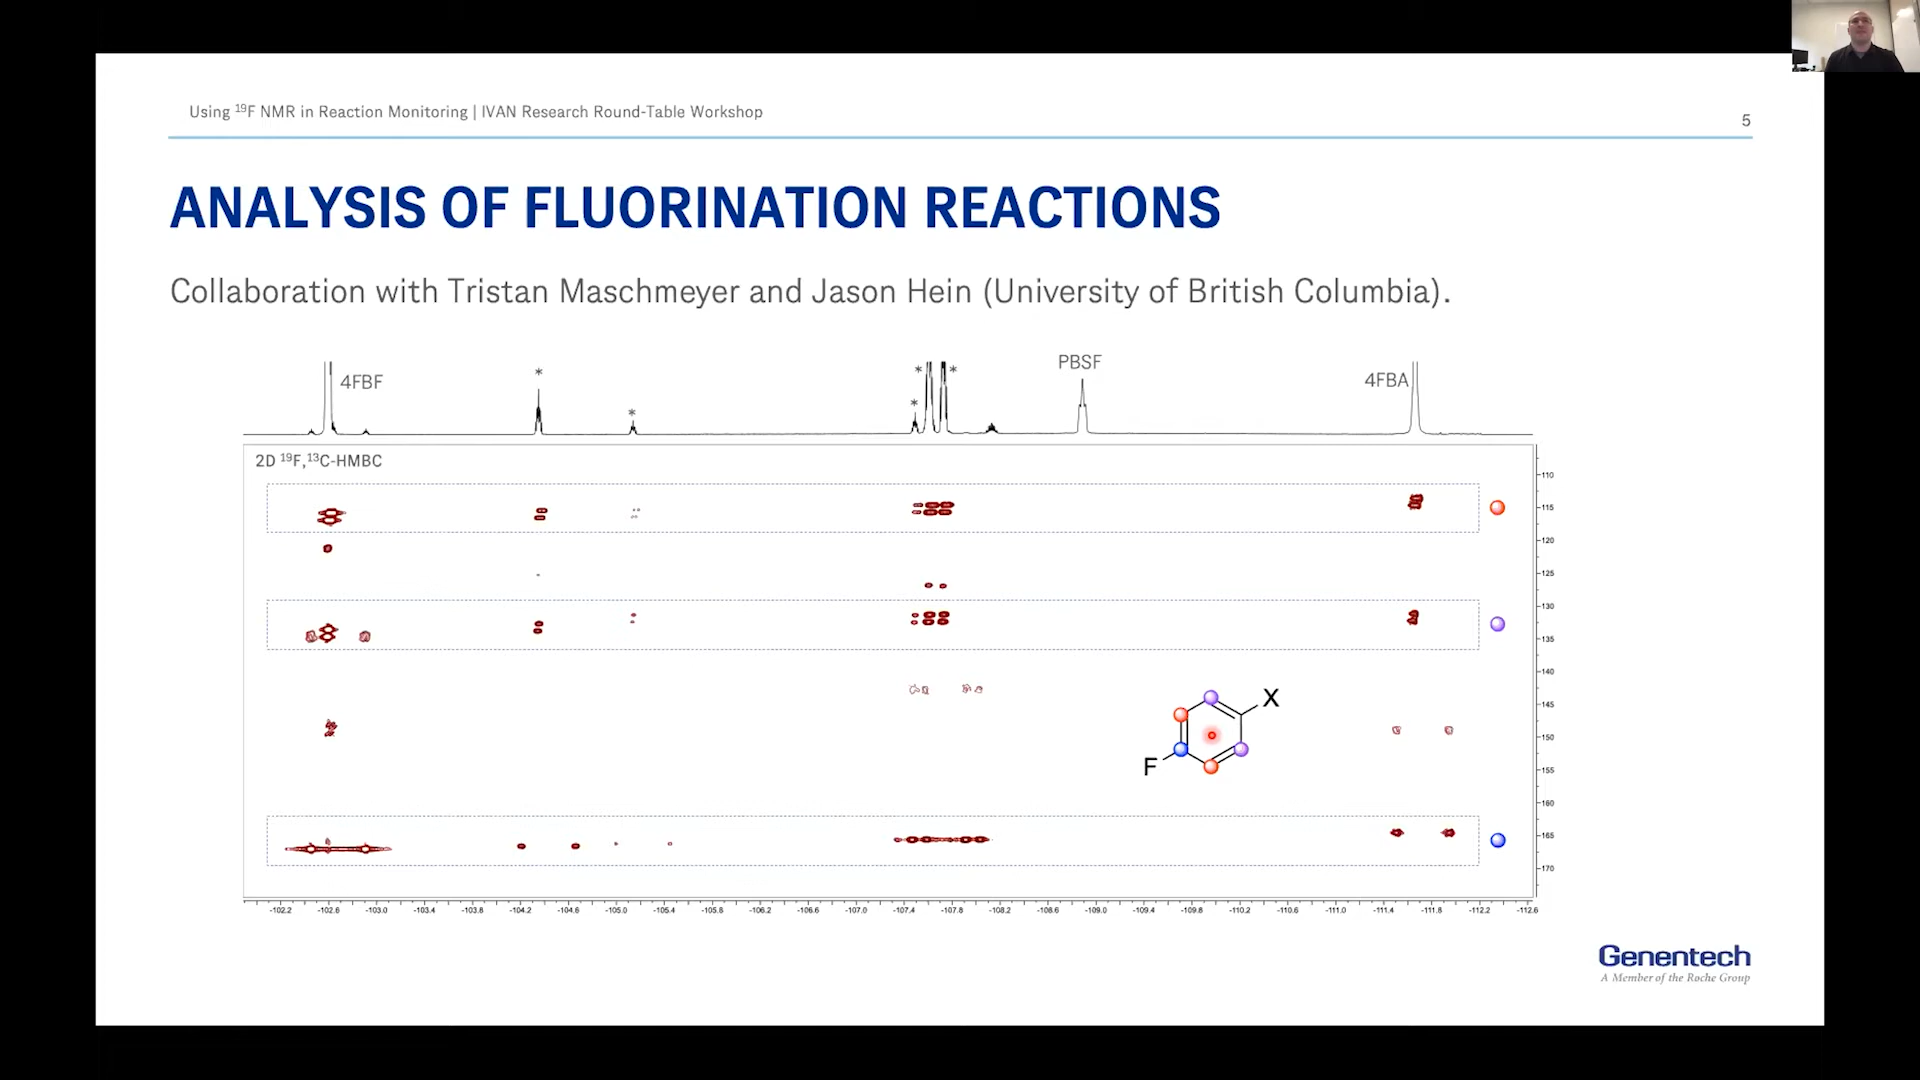 Using ¹⁹F NMR in Reaction Monitoring | IVAN Research Round-Table Workshop
5
ANALYSIS OF FLUORINATION REACTIONS
Collaboration with Tristan Maschmeyer and Jason Hein (University of British Columbia).
4FBF
*
*
*
*
*
PBSF
4FBA
2D ¹⁹F,¹³C-HMBC
-110
-115
-120
-125
-130
-135
-140
-145
-150
-155
-160
-165
-170
X
F
-102.2 -102.6 -103.0 -103.4 -103.8 -104.2 -104.6 -105.0 -105.4 -105.8 -106.2 -106.6 -107.0 -107.4 -107.8 -108.2 -108.6 -109.0 -109.4 -109.8 -110.2 -110.6 -111.0 -111.4 -111.8 -112.2 -112.6
Genentech
A Member of the Roche Group